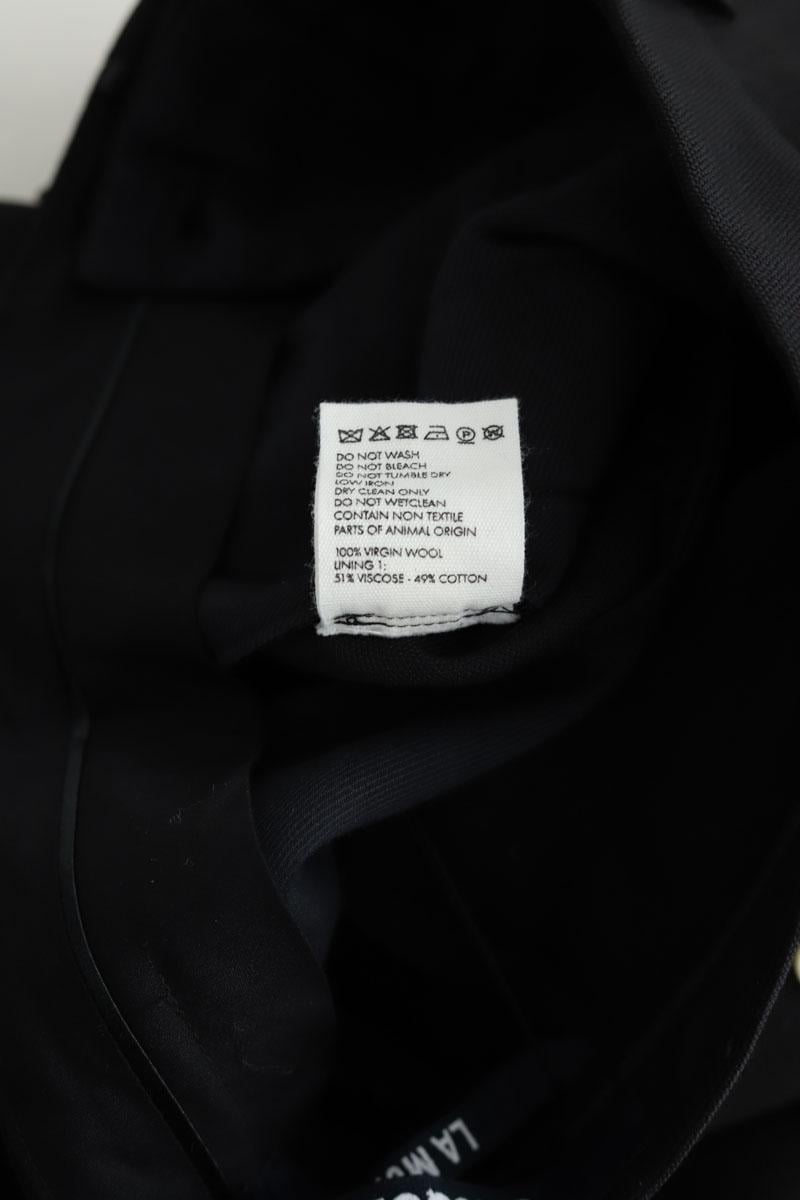 DO NOT WASH
DO NOT BLEACH
DO NOT TUMBLE DRY
LOW IRON
DRY CLEAN ONLY
DO NOT WETCLEAN
CONTAIN NON TEXTILE
PARTS OF ANIMAL ORIGIN
100% VIRGIN WOOL
LINING 1:
51% VISCOSE - 49% COTTON
LA